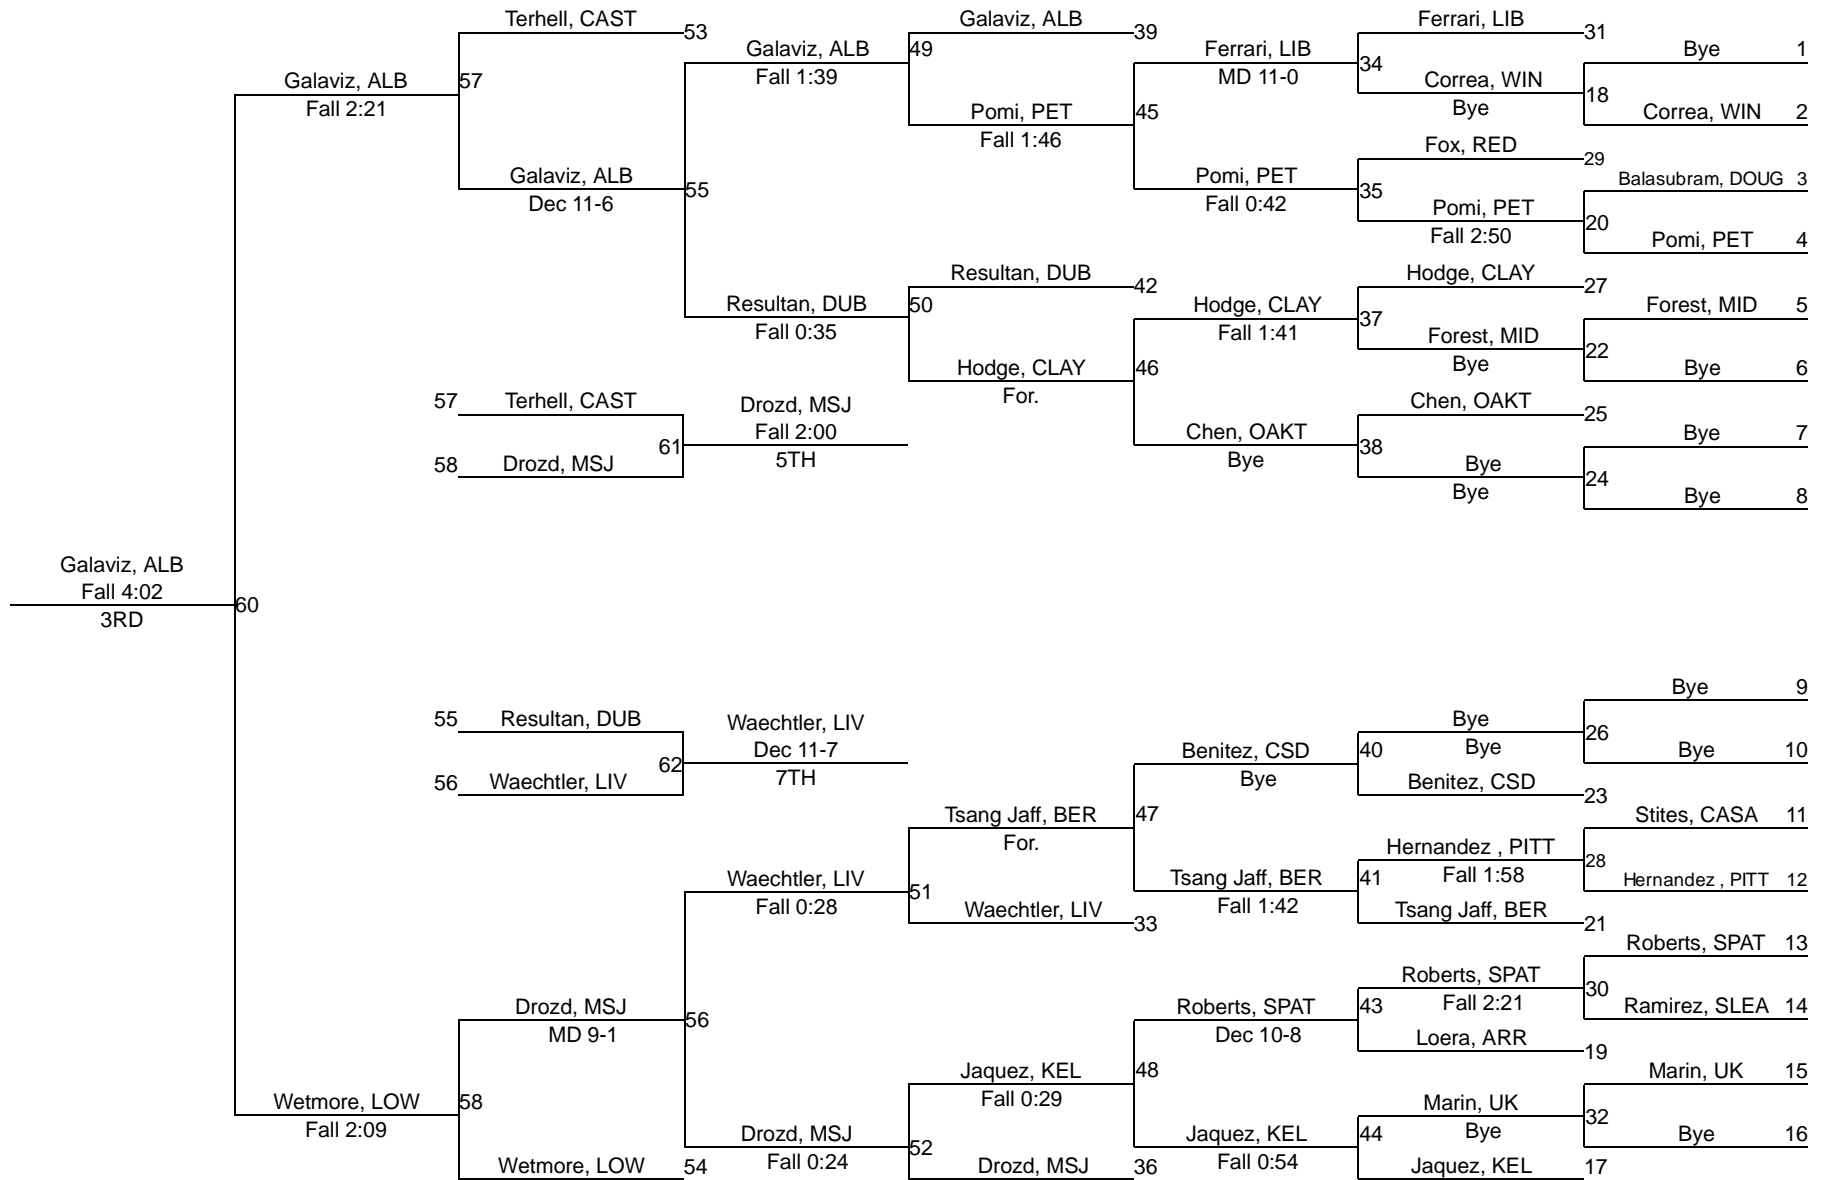 Terhell, CAST
53
Galaviz, ALB
39
Ferrari, LIB
31
Galaviz, ALB
Fall 1:39
49
Ferrari, LIB
MD 11-0
34
Bye 1
Galaviz, ALB
Fall 2:21
57
Correa, WIN
Bye
18
Pomi, PET
Fall 1:46
45
Correa, WIN 2
Fox, RED
29
Galaviz, ALB
Dec 11-6
55
Pomi, PET
Fall 0:42
35
Balasubram, DOUG 3
Pomi, PET
Fall 2:50
20
Pomi, PET 4
Resultan, DUB
42
Hodge, CLAY
27
Resultan, DUB
Fall 0:35
50
Hodge, CLAY
Fall 1:41
37
Forest, MID 5
Forest, MID
Bye
22
Hodge, CLAY
For.
46
Bye 6
57 Terhell, CAST
Drozd, MSJ
Fall 2:00
5TH
61
58 Drozd, MSJ
Chen, OAKT
25
Chen, OAKT
Bye
38
Bye 7
Bye
Bye
24
Bye 8
Galaviz, ALB
Fall 4:02
3RD
60
Bye 9
55 Resultan, DUB
Waechtler, LIV
Dec 11-7
7TH
62
56 Waechtler, LIV
Bye
Bye
26
Benitez, CSD
Bye
40
Bye 10
Benitez, CSD
23
Tsang Jaff, BER
For.
47
Stites, CASA 11
Hernandez , PITT
Fall 1:58
28
Waechtler, LIV
Fall 0:28
51
Tsang Jaff, BER
Fall 1:42
41
Hernandez , PITT 12
Waechtler, LIV
33
Tsang Jaff, BER
21
Roberts, SPAT 13
Roberts, SPAT
Fall 2:21
30
Drozd, MSJ
MD 9-1
56
Roberts, SPAT
Dec 10-8
43
Ramirez, SLEA 14
Loera, ARR
19
Jaquez, KEL
Fall 0:29
48
Marin, UK 15
Wetmore, LOW
Fall 2:09
58
Marin, UK
Bye
32
Drozd, MSJ
Fall 0:24
52
Jaquez, KEL
Fall 0:54
44
Bye 16
Wetmore, LOW
54
Drozd, MSJ
36
Jaquez, KEL
17